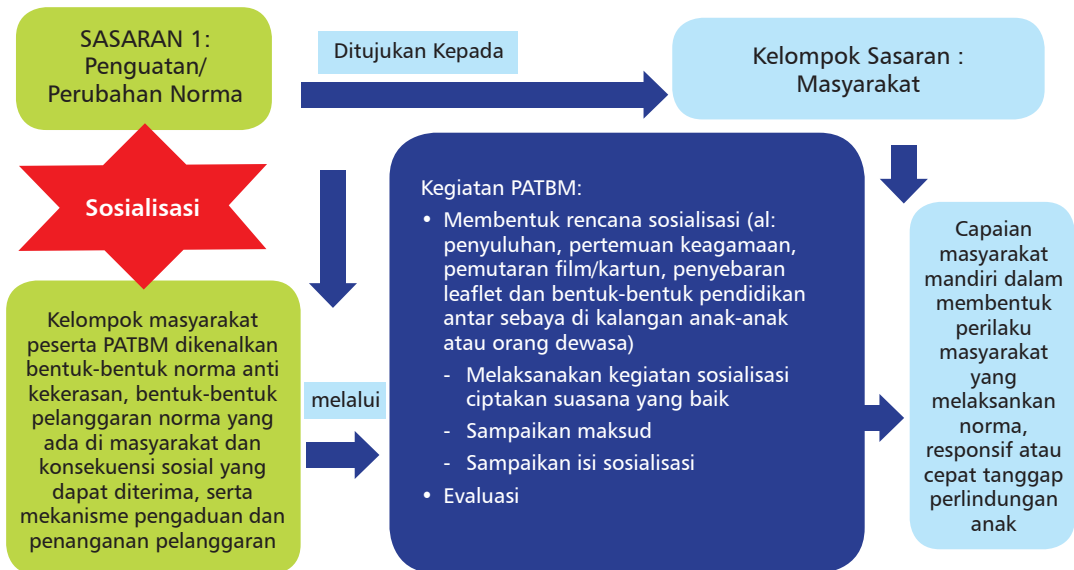 SASARAN 1:
Penguatan/
Perubahan Norma
Ditujukan Kepada
Kelompok Sasaran :
Masyarakat
Sosialisasi
Kelompok masyarakat
peserta PATBM dikenalkan
bentuk-bentuk norma anti
kekerasan, bentuk-bentuk
pelanggaran norma yang
ada di masyarakat dan
konsekuensi sosial yang
dapat diterima, serta
mekanisme pengaduan dan
penanganan pelanggaran
melalui
Kegiatan PATBM:
• Membentuk rencana sosialisasi (al:
penyuluhan, pertemuan keagamaan,
pemutaran film/kartun, penyebaran
leaflet dan bentuk-bentuk pendidikan
antar sebaya di kalangan anak-anak
atau orang dewasa)
- Melaksanakan kegiatan sosialisasi
ciptakan suasana yang baik
- Sampaikan maksud
- Sampaikan isi sosialisasi
• Evaluasi
Capaian
masyarakat
mandiri dalam
membentuk
perilaku
masyarakat
yang
melaksankan
norma,
responsif atau
cepat tanggap
perlindungan
anak